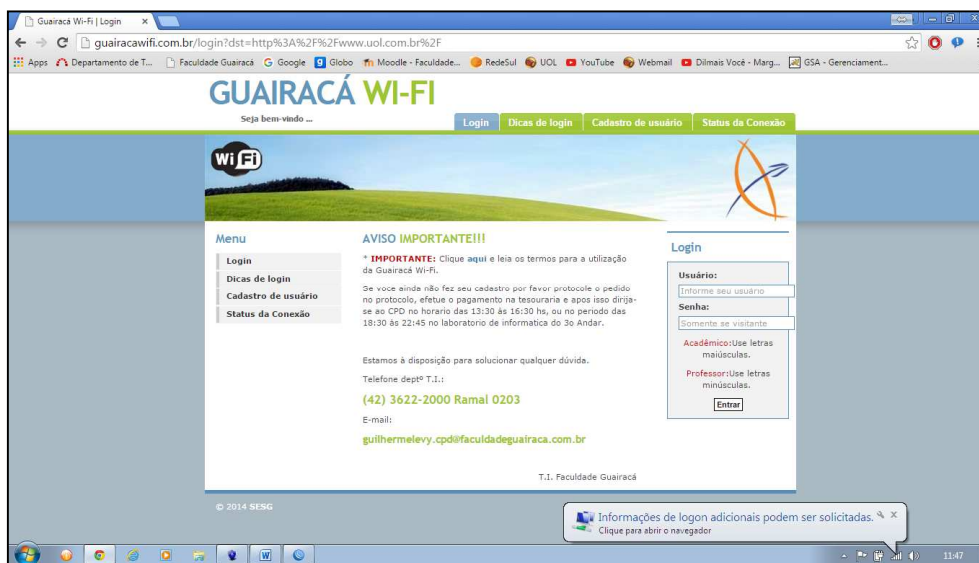 Guairacá Wi-Fi | Login
guairacawifi.com.br/login?dst=http%3A%2F%2Fwww.uol.com.br%2F
Apps Departamento de T... Faculdade Guairacá Google Globo Moodle - Faculdade... RedeSul UOL YouTube Webmail Dilmais Você - Marg... GSA - Gerenciament...
GUAIRACÁ WI-FI
Seja bem-vindo ...
Login Dicas de login Cadastro de usuário Status da Conexão
WiFi
Menu
Login
Dicas de login
Cadastro de usuário
Status da Conexão
AVISO IMPORTANTE!!!
* IMPORTANTE: Clique aqui e leia os termos para a utilização
da Guairacá Wi-Fi.
Se voce ainda não fez seu cadastro por favor protocole o pedido
no protocolo, efetue o pagamento na tesouraria e apos isso dirija-
se ao CPD no horario das 13:30 às 16:30 hs, ou no periodo das
18:30 às 22:45 no laboratorio de informatica do 3o Andar.
Estamos à disposição para solucionar qualquer dúvida.
Telefone deptº T.I.:
(42) 3622-2000 Ramal 0203
E-mail:
guilhermelevy.cpd@faculdadeguairaca.com.br
T.I. Faculdade Guairacá
Login
Usuário:
Informe seu usuário
Senha:
Somente se visitante
Acadêmico:Use letras
maiúsculas.
Professor:Use letras
minúsculas.
Entrar
© 2014 SESG
Informações de logon adicionais podem ser solicitadas.
Clique para abrir o navegador
11:47